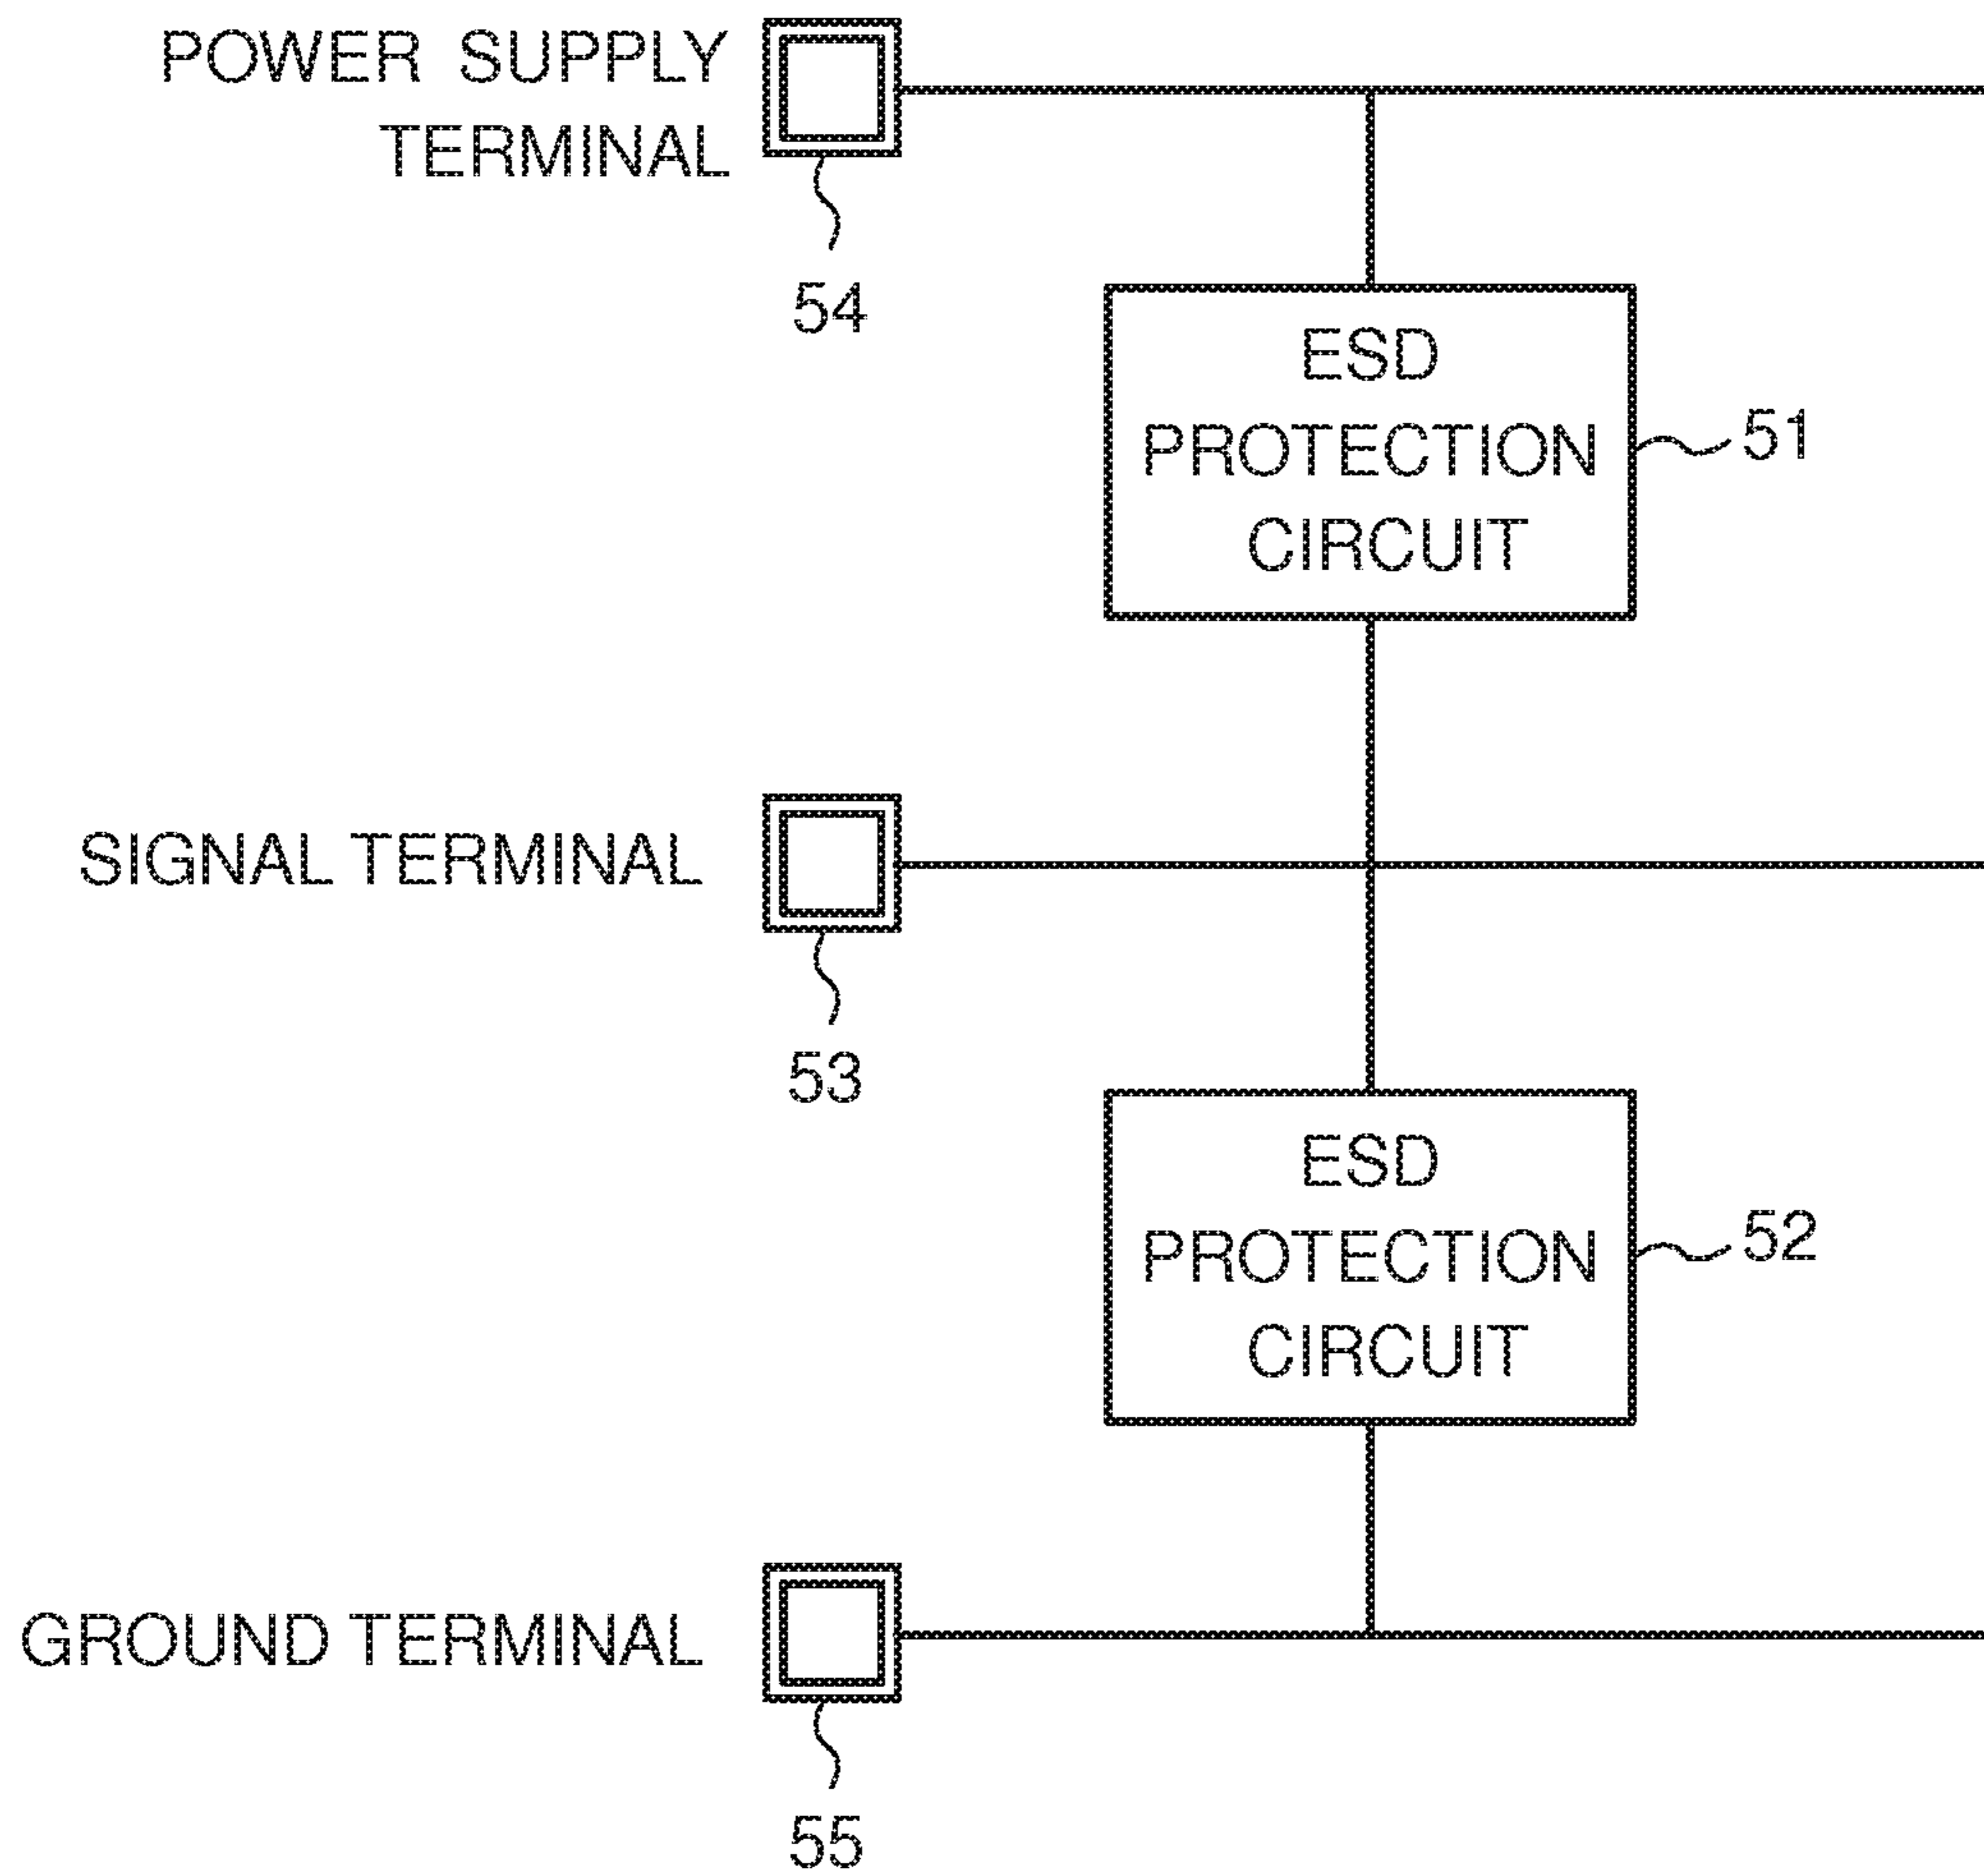 POWER SUPPLY
TERMINAL
54
ESD
PROTECTION
CIRCUIT
51
SIGNAL TERMINAL
53
ESD
PROTECTION
CIRCUIT
52
GROUND TERMINAL
55